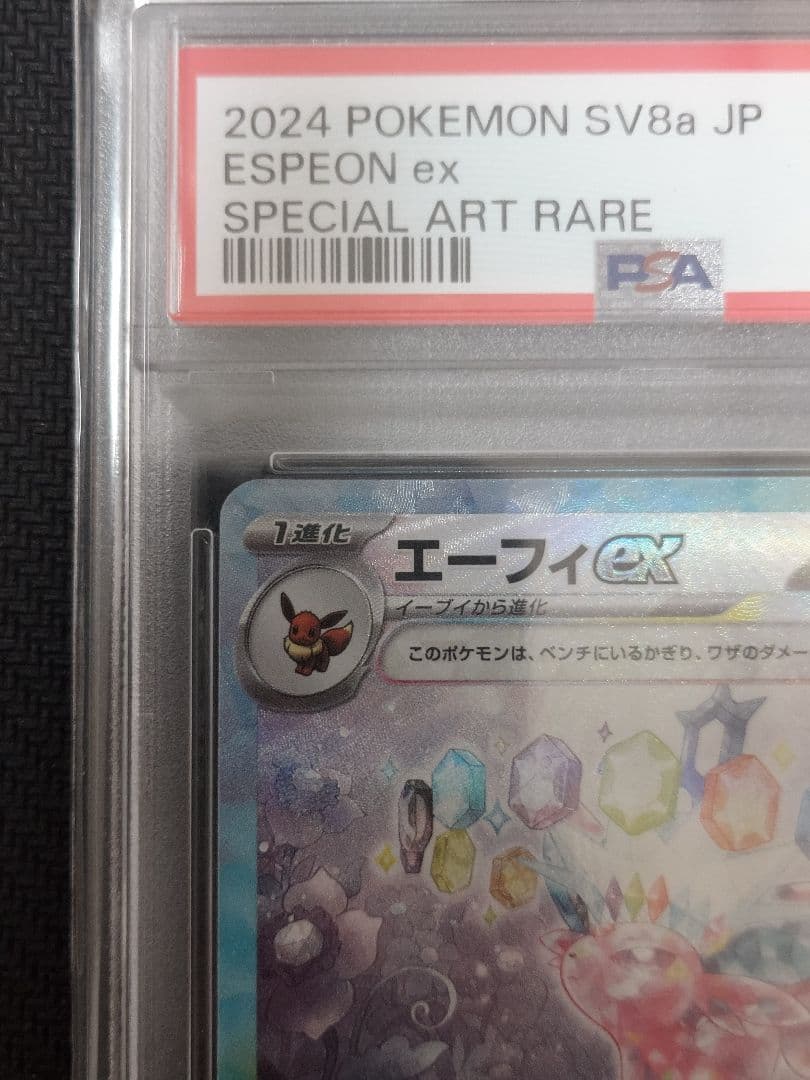 2024 POKEMON SV8a JP
ESPEON ex
SPECIAL ART RARE
PSA
1進化
エーフィex
イーブイから進化
このポケモンは、ベンチにいるかぎり、ワザのダメー